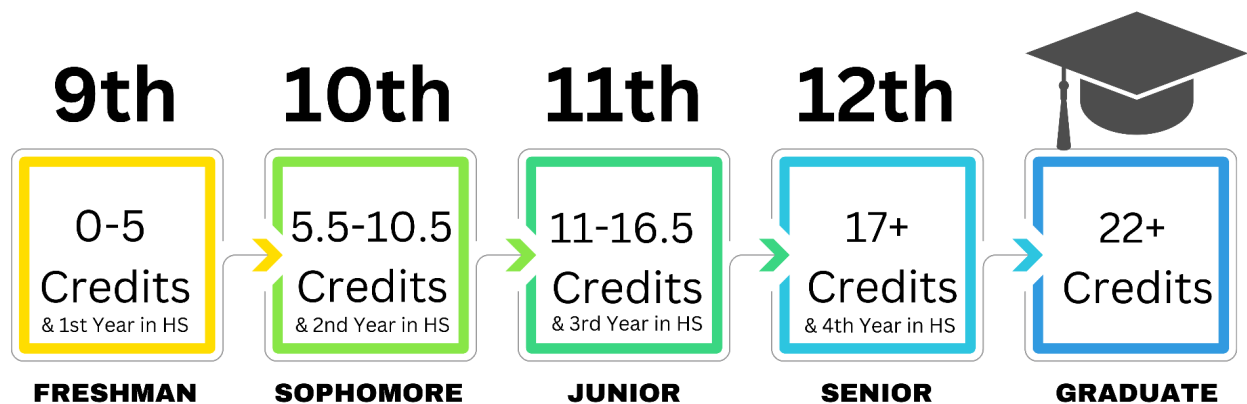 9th
0-5
Credits
& 1st Year in HS
FRESHMAN
10th
5.5-10.5
Credits
& 2nd Year in HS
SOPHOMORE
11th
11-16.5
Credits
& 3rd Year in HS
JUNIOR
12th
17+
Credits
& 4th Year in HS
SENIOR
22+
Credits
GRADUATE